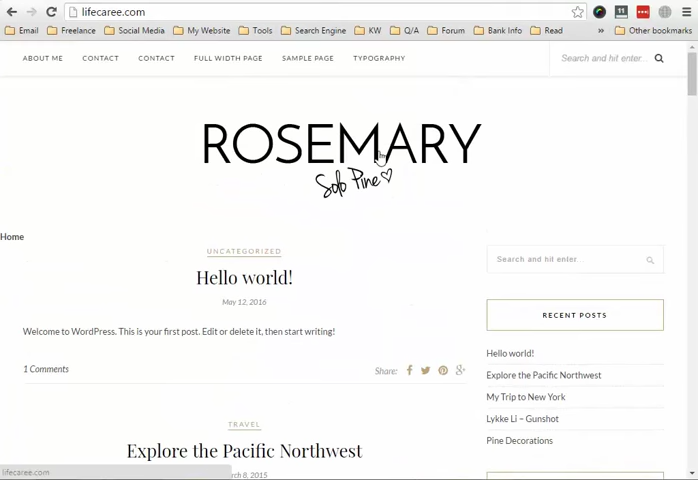 lifecaree.com
Email Freelance Social Media My Website Tools Search Engine KW Q/A Forum Bank Info Read » Other bookmarks
ABOUT ME CONTACT CONTACT FULL WIDTH PAGE SAMPLE PAGE TYPOGRAPHY Search and hit enter...
ROSEMARY
Solo Pine
Home
UNCATEGORIZED
Hello world!
May 12, 2016
Welcome to WordPress. This is your first post. Edit or delete it, then start writing!
1 Comments Share:
TRAVEL
Explore the Pacific Northwest
ch 8, 2015
Search and hit enter...
RECENT POSTS
Hello world!
Explore the Pacific Northwest
My Trip to New York
Lykke Li – Gunshot
Pine Decorations
lifecaree.com